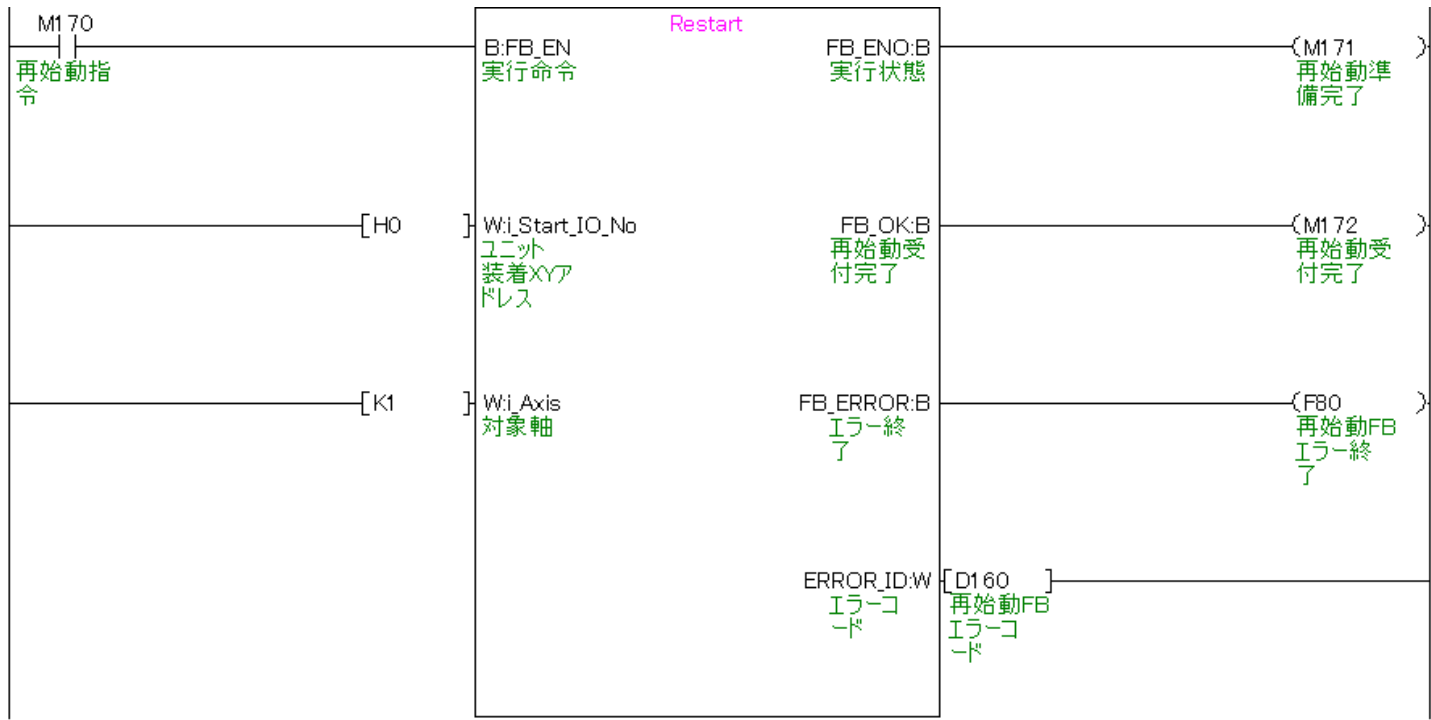 M170
再始動指
令
Restart
B:FB_EN
実行命令
FB_ENO:B
実行状態
(M171 )
再始動準
備完了
[H0 ]
W:i_Start_IO_No
ユニット
装着XYア
ドレス
FB_OK:B
再始動受
付完了
(M172 )
再始動受
付完了
[K1 ]
W:i_Axis
対象軸
FB_ERROR:B
エラー終
了
(F80 )
再始動FB
エラー終
了
ERROR_ID:W
エラーコ
ード
[D160 ]
再始動FB
エラーコ
ード